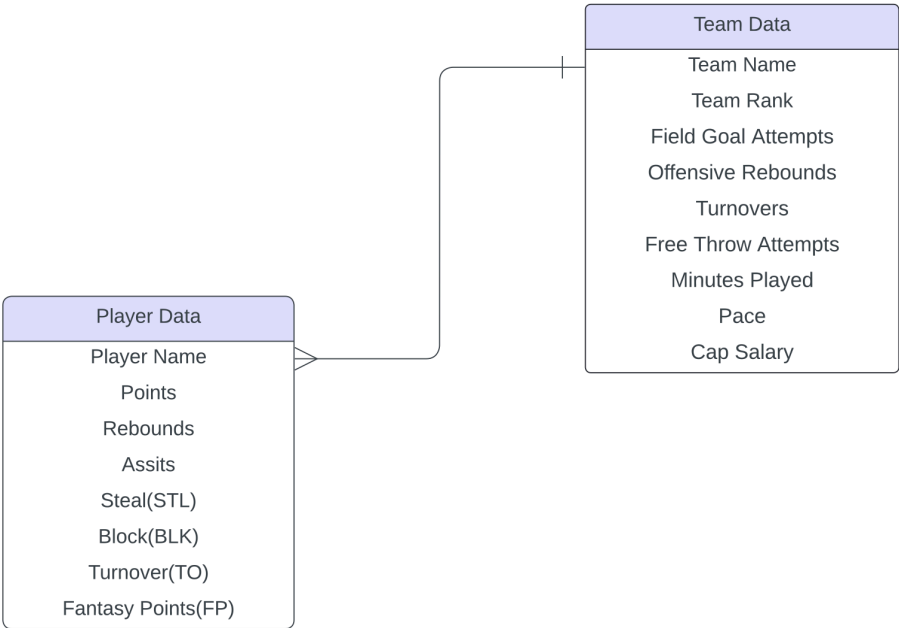 Team Data
Team Name
Team Rank
Field Goal Attempts
Offensive Rebounds
Turnovers
Free Throw Attempts
Minutes Played
Pace
Cap Salary
Player Data
Player Name
Points
Rebounds
Assits
Steal(STL)
Block(BLK)
Turnover(TO)
Fantasy Points(FP)